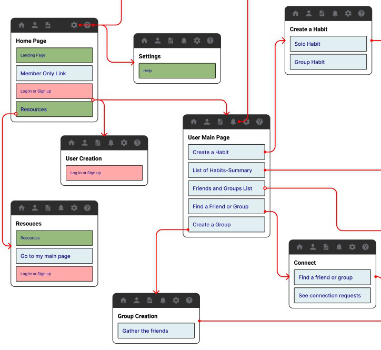 Home Page
Landing Page
Member Only Link
Log In or Sign up
Resources
Settings
Help
Create a Habit
Solo Habit
Group Habit
User Creation
Log In or Sign up
User Main Page
Create a Habit
List of Habits-Summary
Friends and Groups List
Find a Friend or Group
Create a Group
Resouces
Resources
Go to my main page
Log In or Sign up
Connect
Find a friend or group
See connection requests
Group Creation
Gather the friends